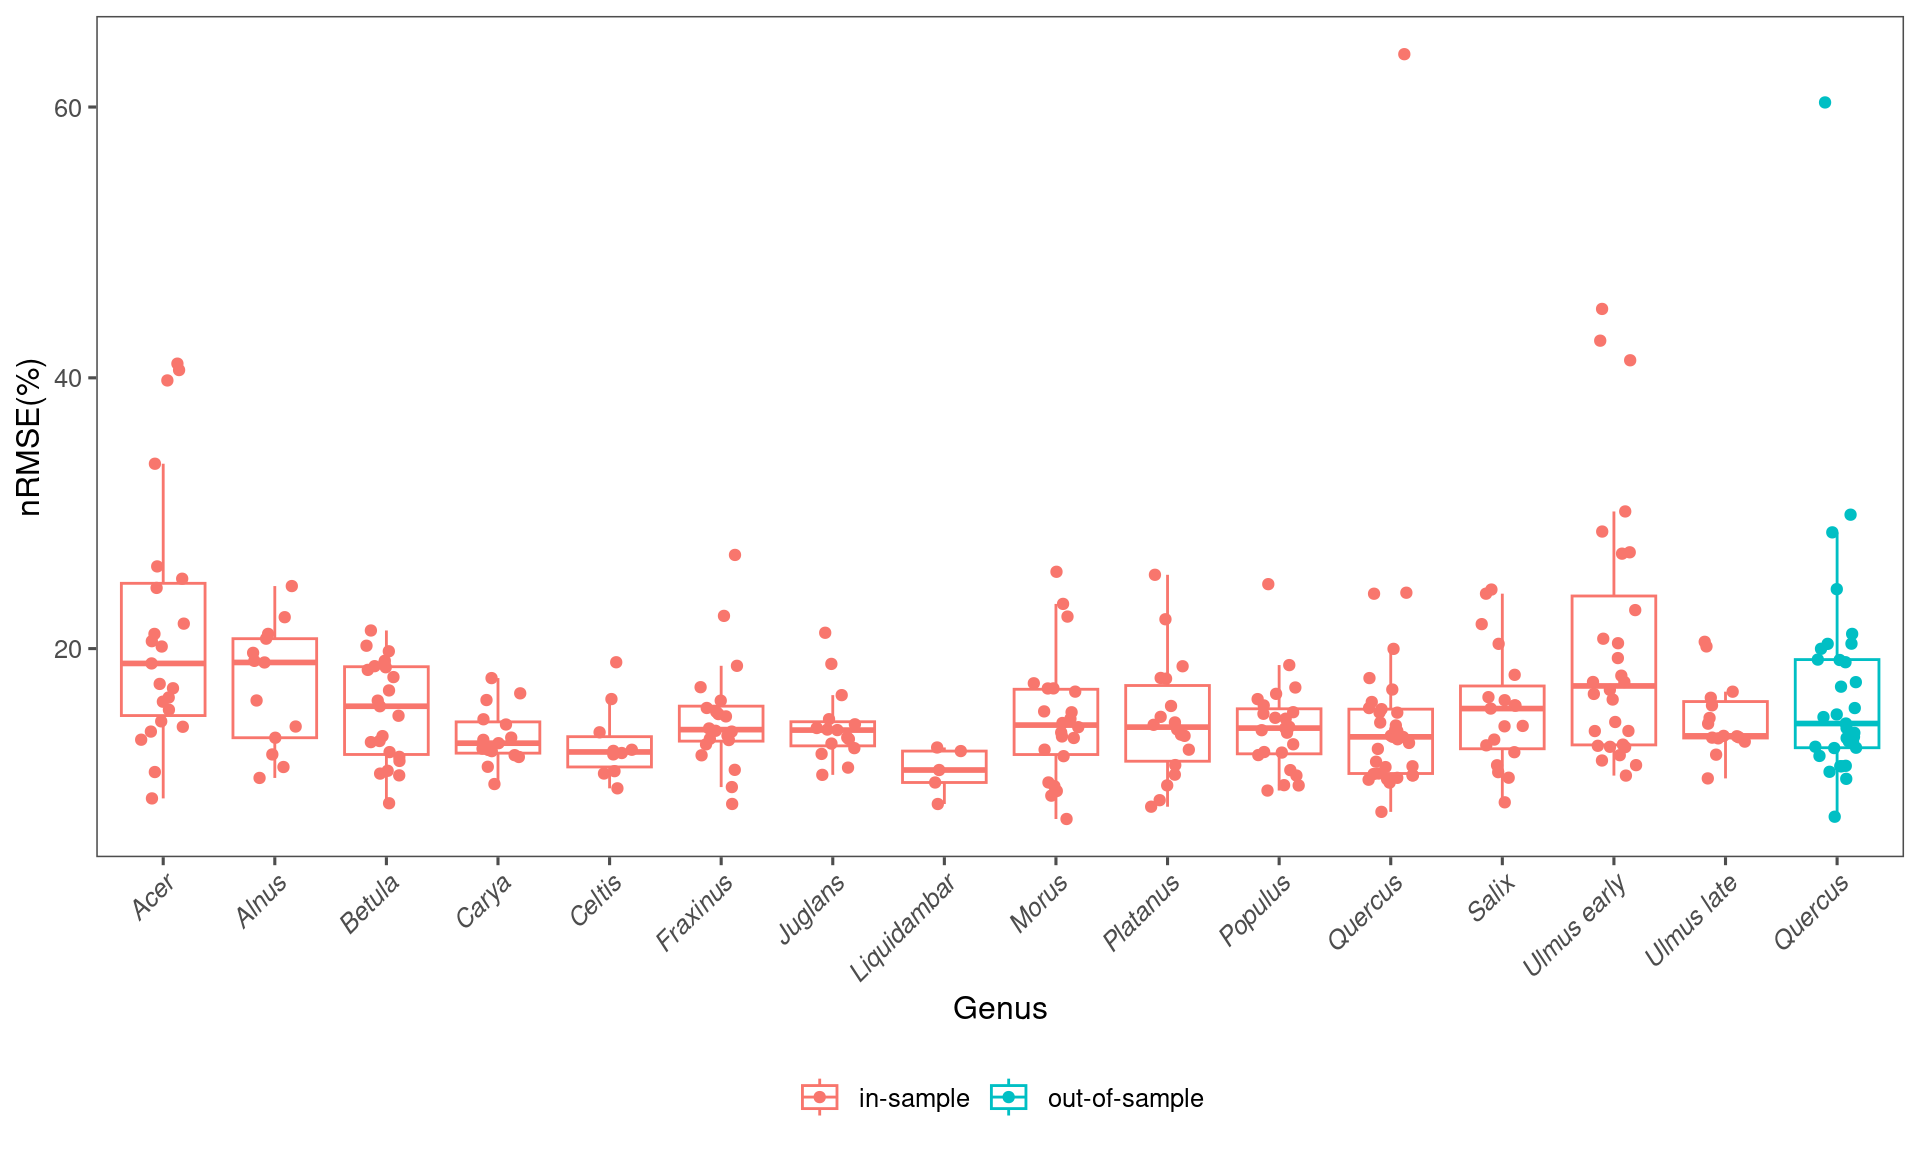 nRMSE(%)
60
40
20
Acer
Alnus
Betula
Carya
Celtis
Fraxinus
Juglans
Liquidambar
Morus
Platanus
Populus
Quercus
Salix
Ulmus early
Ulmus late
Quercus
Genus
in-sample
out-of-sample